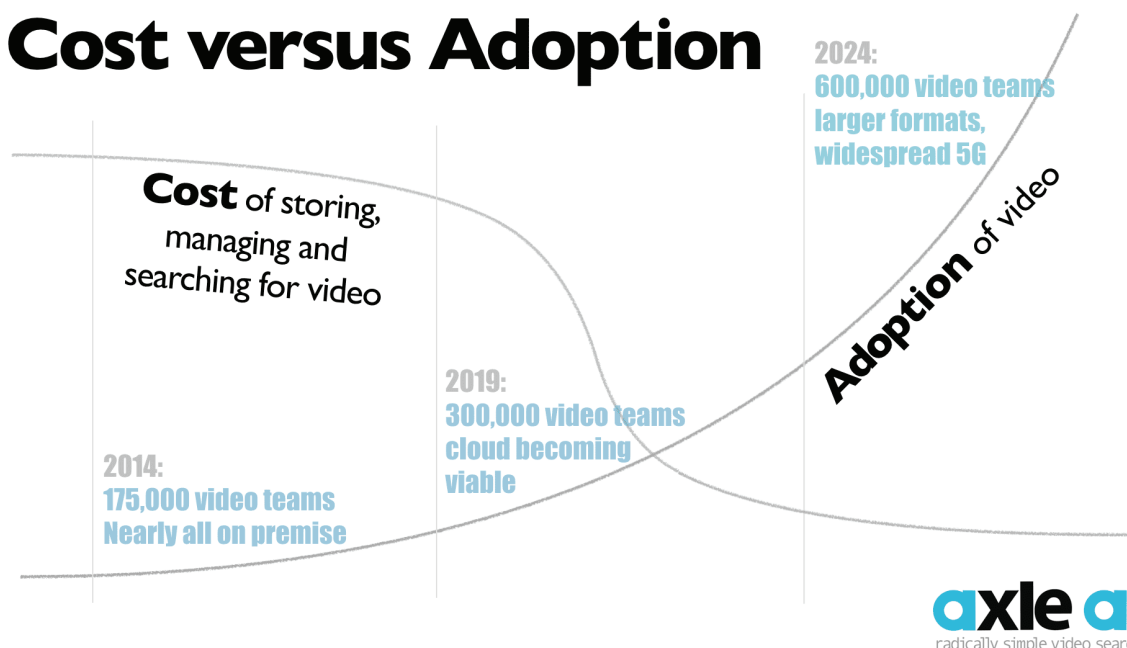 Cost versus Adoption
2024:
600,000 video teams
larger formats,
widespread 5G
Cost of storing,
managing and
searching for video
Adoption of video
2019:
300,000 video teams
cloud becoming
viable
2014:
175,000 video teams
Nearly all on premise
axle a
radically simple video sear